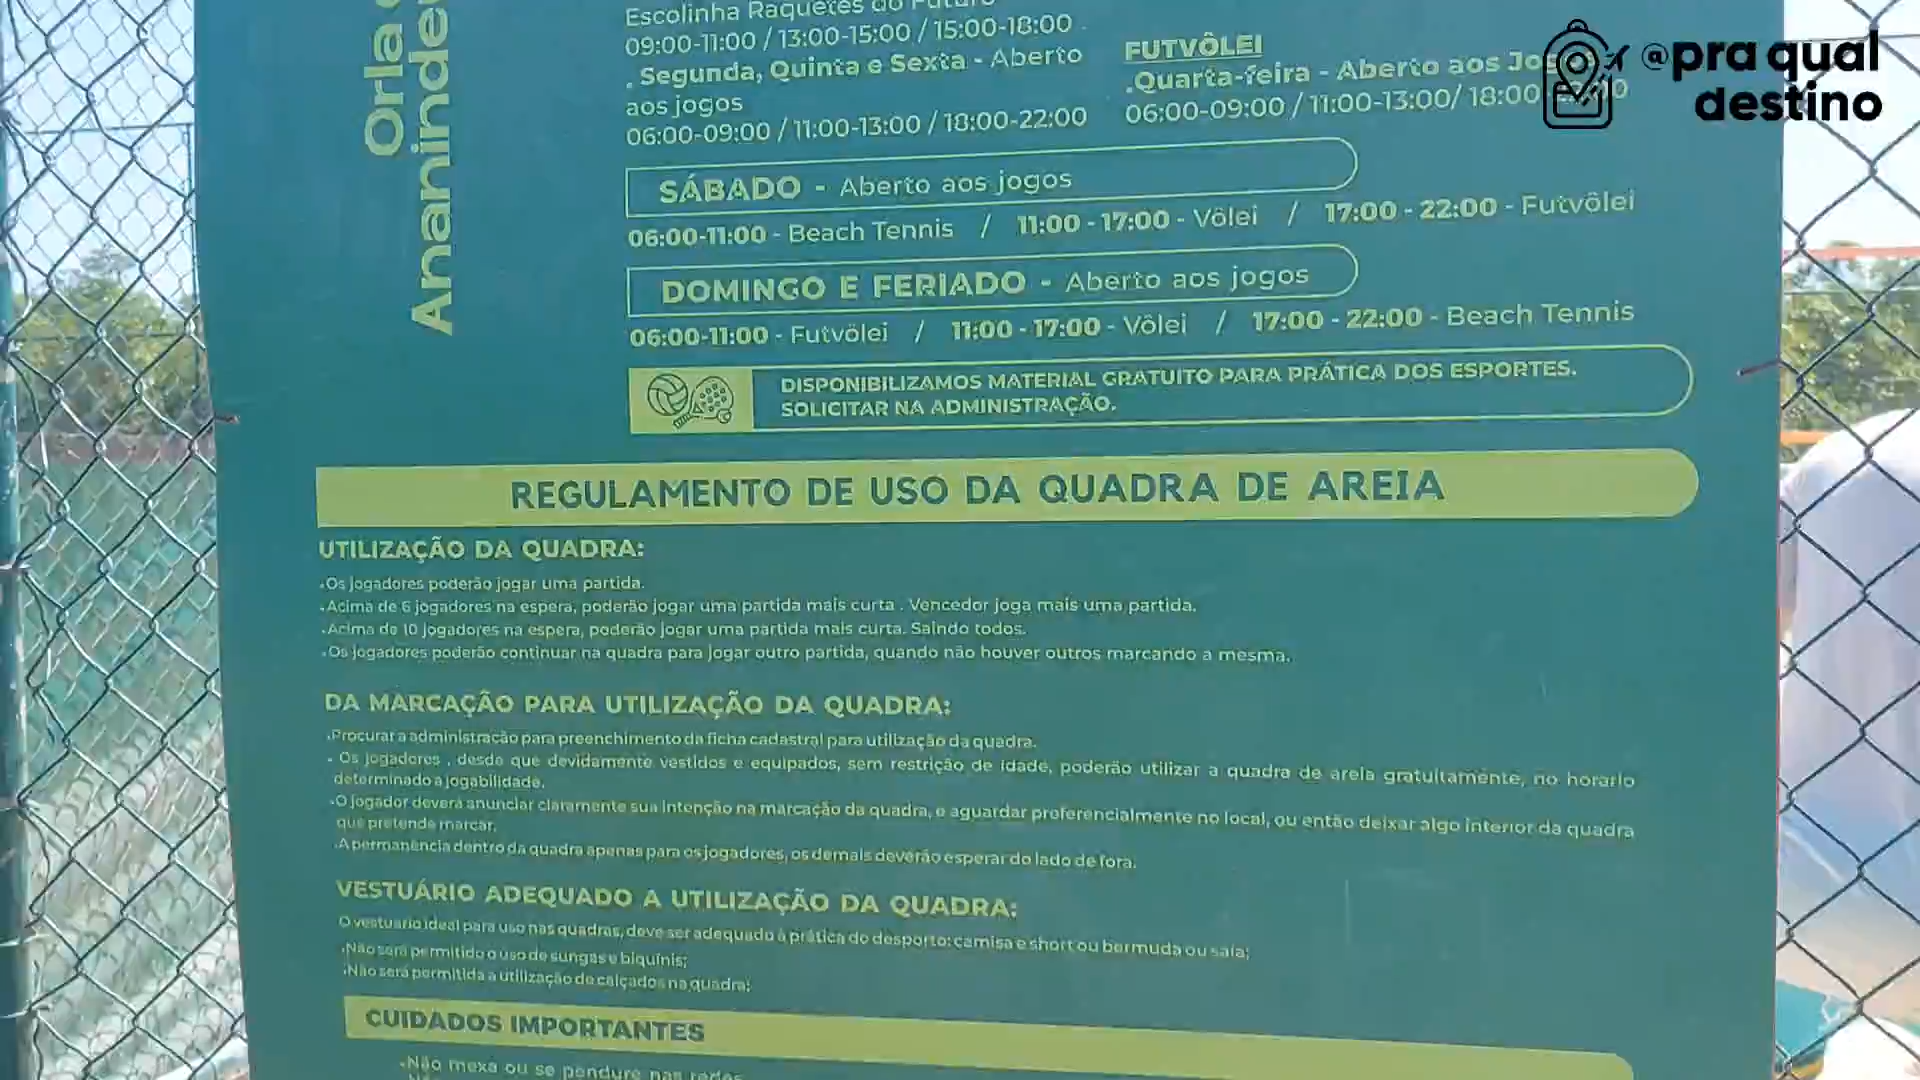 Orla
Ananindeu
Escolinha Raquetes do Futuro
09:00-11:00 / 13:00-15:00 / 15:00-18:00
. Segunda, Quinta e Sexta - Aberto
aos jogos
06:00-09:00 / 11:00-13:00 / 18:00-22:00
FUTVÔLEI
.Quarta-feira - Aberto aos
06:00-09:00 / 11:00-13:00/ 18:00
@pra qual
destino
SÁBADO - Aberto aos jogos
06:00-11:00 - Beach Tennis / 11:00 - 17:00 - Vôlei / 17:00 - 22:00 - Futvôlei
DOMINGO E FERIADO - Aberto aos jogos
06:00-11:00 - Futvôlei / 11:00 - 17:00 - Vôlei / 17:00 - 22:00 - Beach Tennis
DISPONIBILIZAMOS MATERIAL GRATUITO PARA PRÁTICA DOS ESPORTES.
SOLICITAR NA ADMINISTRAÇÃO.
REGULAMENTO DE USO DA QUADRA DE AREIA
UTILIZAÇÃO DA QUADRA:
.Os jogadores poderão jogar uma partida.
.Acima de 6 jogadores na espera, poderão jogar uma partida mais curta . Vencedor joga mais uma partida.
.Acima de 10 jogadores na espera, poderão jogar uma partida mais curta. Saindo todos.
.Os jogadores poderão continuar na quadra para jogar outro partida, quando não houver outros marcando a mesma.
DA MARCAÇÃO PARA UTILIZAÇÃO DA QUADRA:
.Procurar a administração para preenchimento da ficha cadastral para utilização da quadra.
. Os jogadores , desde que devidamente vestidos e equipados, sem restrição de idade, poderão utilizar a quadra de areia gratuitamente, no horario
determinado a jogabilidade.
.O jogador deverá anunciar claramente sua intenção na marcação da quadra, e aguardar preferencialmente no local, ou então deixar algo interior da quadra
que pretende marcar.
.A permanência dentro da quadra apenas para os jogadores, os demais deverão esperar do lado de fora.
VESTUÁRIO ADEQUADO A UTILIZAÇÃO DA QUADRA:
O vestuario ideal para uso nas quadras, deve ser adequado à prática do desporto: camisa e short ou bermuda ou saia;
.Não será permitido o uso de sungas e biquinis;
.Não será permitida a utilização de calçados na quadra;
CUIDADOS IMPORTANTES
.Não mexa ou se pendure nas redes